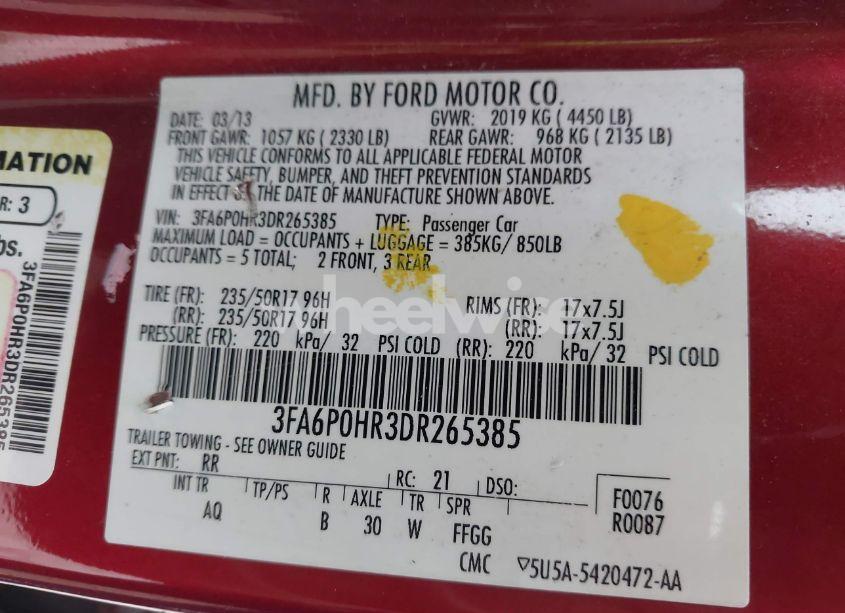 MFD. BY FORD MOTOR CO.
DATE: 03/13 GVWR: 2019 KG ( 4450 LB)
FRONT GAWR: 1057 KG ( 2330 LB) REAR GAWR: 968 KG ( 2135 LB)
THIS VEHICLE CONFORMS TO ALL APPLICABLE FEDERAL MOTOR
VEHICLE SAFETY, BUMPER, AND THEFT PREVENTION STANDARDS
IN EFFECT ON THE DATE OF MANUFACTURE SHOWN ABOVE.
VIN: 3FA6P0HR3DR265385 TYPE: Passenger Car
MAXIMUM LOAD = OCCUPANTS + LUGGAGE = 385KG/ 850LB
OCCUPANTS = 5 TOTAL; 2 FRONT, 3 REAR
TIRE (FR): 235/50R17 96H RIMS (FR): 17x7.5J
(RR): 235/50R17 96H (RR): 17x7.5J
PRESSURE (FR): 220 kPa/ 32 PSI COLD (RR): 220 kPa/ 32 PSI COLD
3FA6P0HR3DR265385
TRAILER TOWING - SEE OWNER GUIDE
EXT PNT: RR RC: 21 DSO:
INT TR TP/PS R AXLE TR SPR
AQ B 30 W FFGG
F0076
R0087
CMC ▽5U5A-5420472-AA
MATION
R: 3
bs.
3FA6P0HR3DR265385
wheelwise